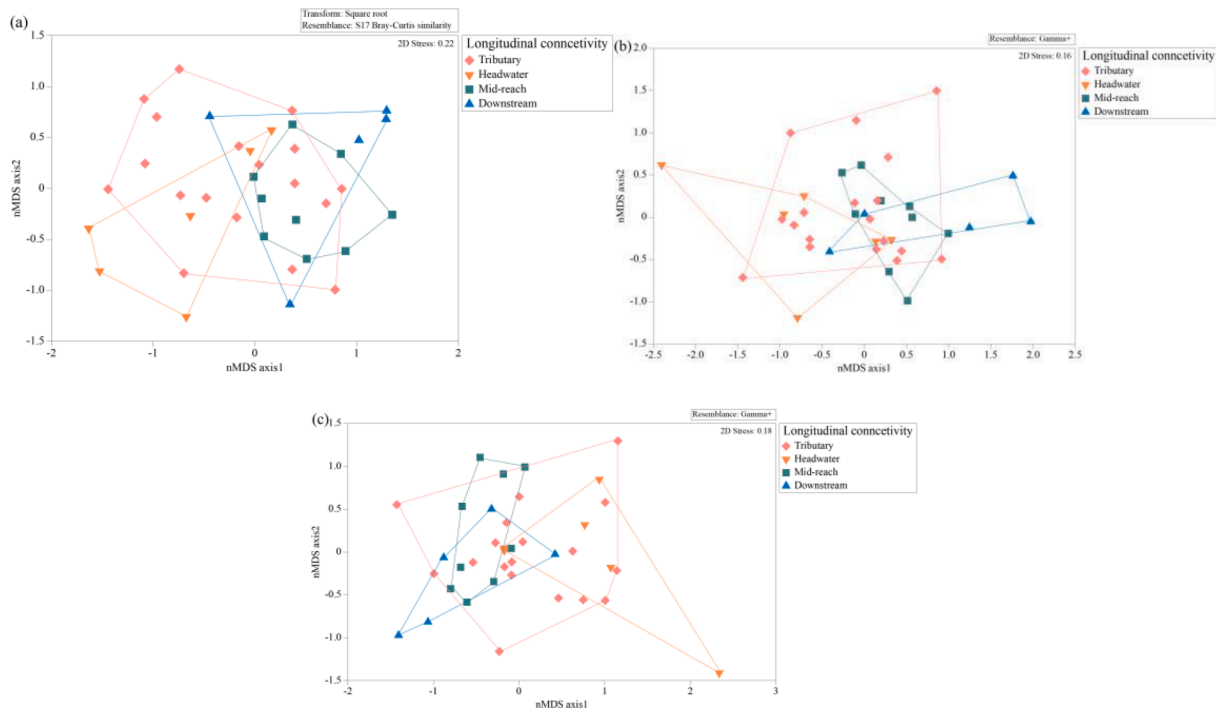 (a)
Transform: Square root
Resemblance: S17 Bray-Curtis similarity
2D Stress: 0.22
Longitudinal conncetivity
Tributary
Headwater
Mid-reach
Downstream
1.5
1.0
0.5
0
-0.5
-1.0
-1.5
nMDS axis2
-2
-1
0
1
2
nMDS axis1
(b)
Resemblance: Gamma+
2D Stress: 0.16
Longitudinal conncetivity
Tributary
Headwater
Mid-reach
Downstream
2.0
1.5
1.0
0.5
0
-0.5
-1.0
-1.5
nMDS axis2
-2.5
-2.0
-1.5
-1.0
-0.5
0
0.5
1.0
1.5
2.0
2.5
nMDS axis1
(c)
Resemblance: Gamma+
2D Stress: 0.18
Longitudinal conncetivity
Tributary
Headwater
Mid-reach
Downstream
1.5
1.0
0.5
0
-0.5
-1.0
-1.5
nMDS axis2
-2
-1
0
1
2
3
nMDS axis1